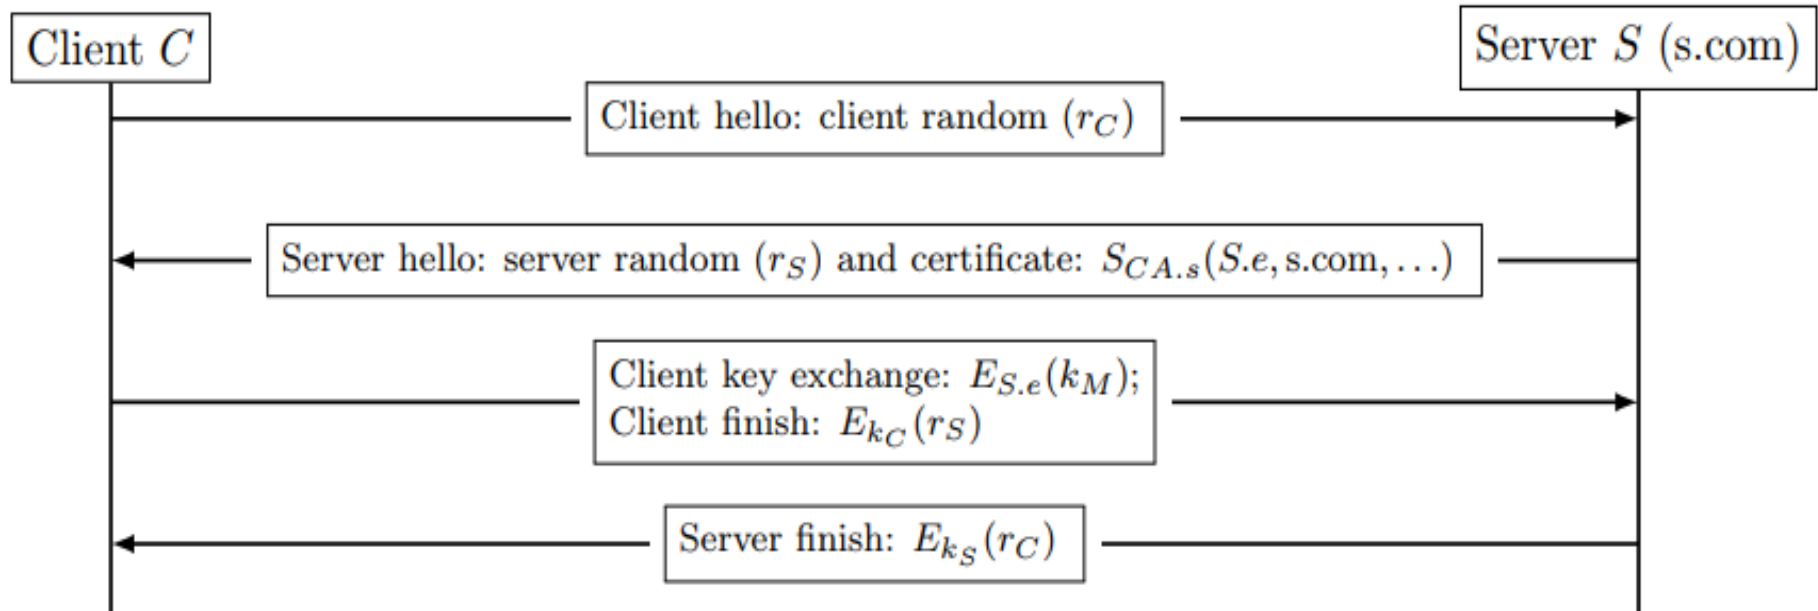 Client C
Server S (s.com)
Client hello: client random (r_C)
Server hello: server random (r_S) and certificate: S_{CA.s}(S.e, s.com, ...)
Client key exchange: E_{S.e}(k_M);
Client finish: E_{k_C}(r_S)
Server finish: E_{k_S}(r_C)